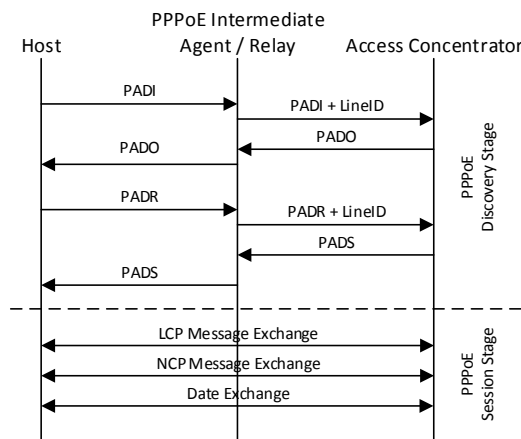 PPPoE Intermediate
Host Agent / Relay Access Concentrator
PADI
PADI + LineID
PADO
PADO
PADR
PADR + LineID
PADS
PADS
PPPoE
Discovery Stage
LCP Message Exchange
NCP Message Exchange
Date Exchange
PPPoE
Session Stage